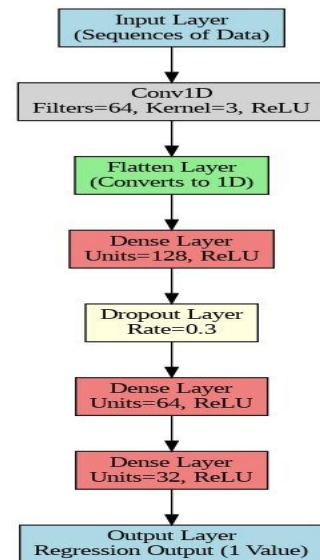 Input Layer
(Sequences of Data)
Conv1D
Filters=64, Kernel=3, ReLU
Flatten Layer
(Converts to 1D)
Dense Layer
Units=128, ReLU
Dropout Layer
Rate=0.3
Dense Layer
Units=64, ReLU
Dense Layer
Units=32, ReLU
Output Layer
Regression Output (1 Value)